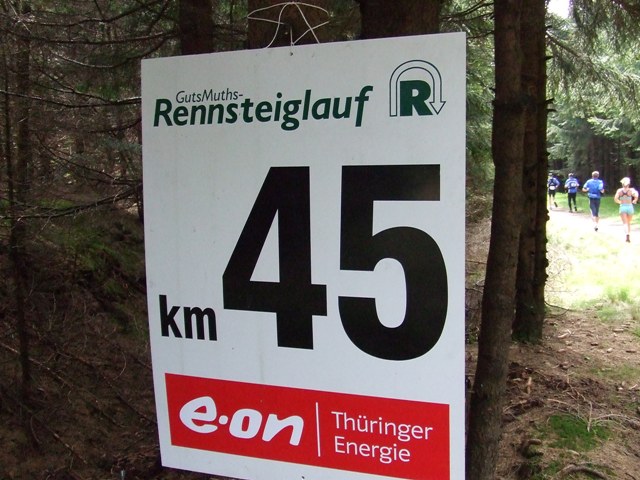 GutsMuths-
Rennsteiglauf
R
km 45
e·on
Thüringer
Energie